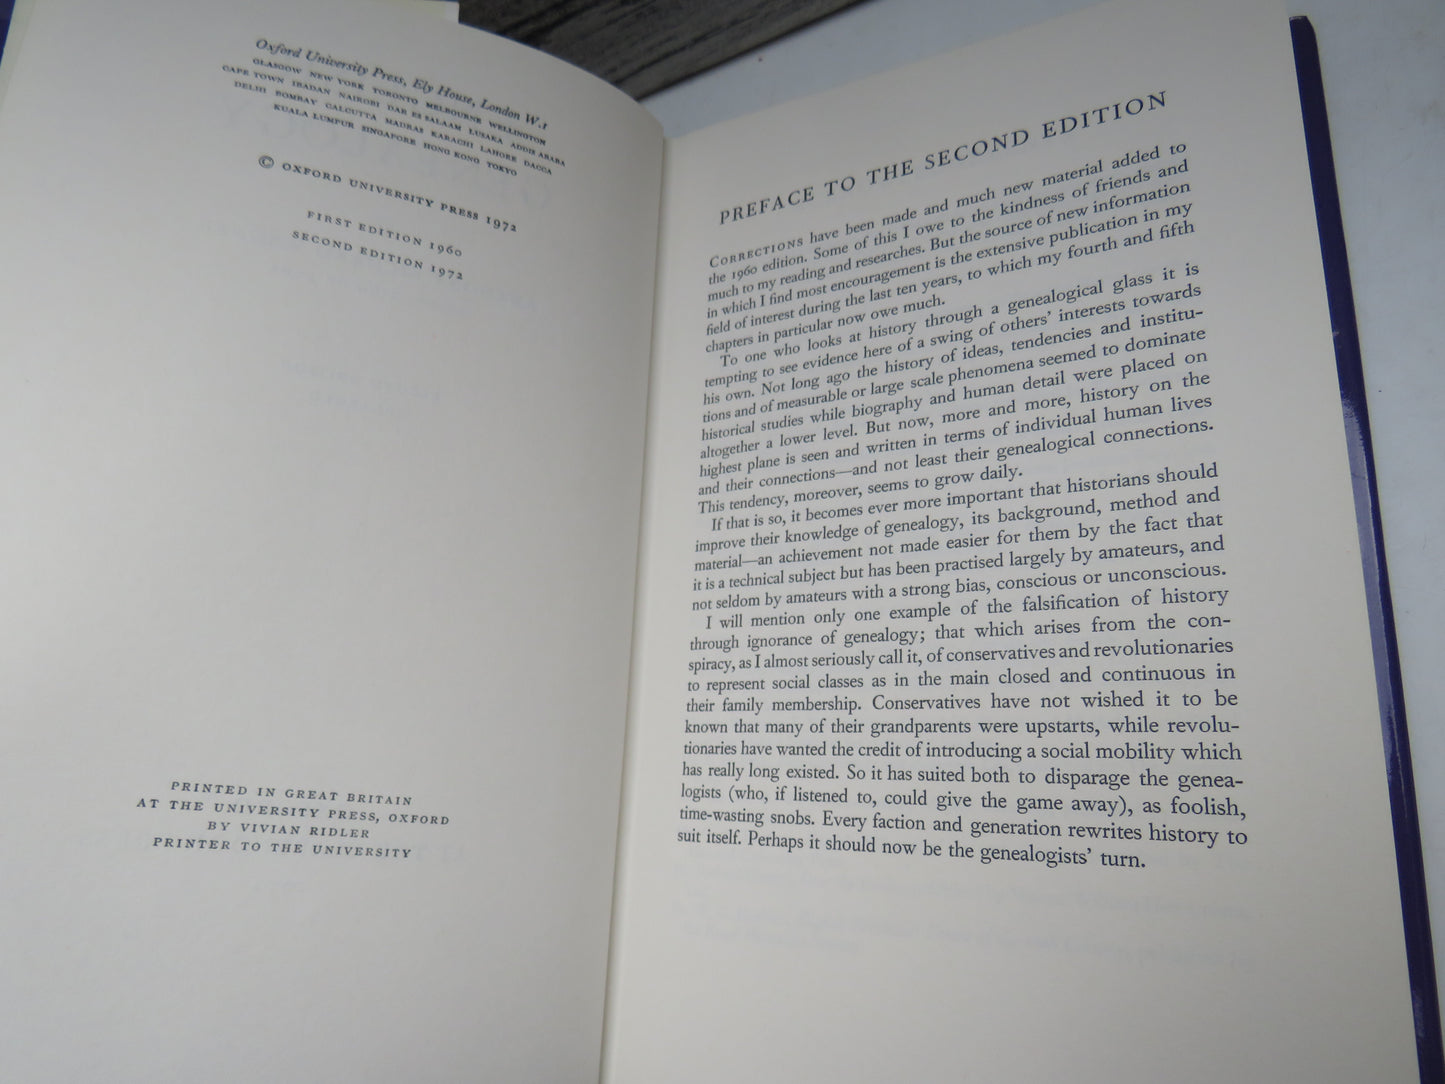 Oxford University Press, Ely House, London W.1
GLASGOW NEW YORK TORONTO MELBOURNE WELLINGTON
CAPE TOWN IBADAN NAIROBI DAR ES SALAAM LUSAKA ADDIS ABABA
DELHI BOMBAY CALCUTTA MADRAS KARACHI LAHORE DACCA
KUALA LUMPUR SINGAPORE HONG KONG TOKYO
© OXFORD UNIVERSITY PRESS 1972
FIRST EDITION 1960
SECOND EDITION 1972
PRINTED IN GREAT BRITAIN
AT THE UNIVERSITY PRESS, OXFORD
BY VIVIAN RIDLER
PRINTER TO THE UNIVERSITY
PREFACE TO THE SECOND EDITION
CORRECTIONS have been made and much new material added to
the 1960 edition. Some of this I owe to the kindness of friends and
much to my reading and researches. But the source of new information
in which I find most encouragement is the extensive publication in my
field of interest during the last ten years, to which my fourth and fifth
chapters in particular now owe much.
To one who looks at history through a genealogical glass it is
tempting to see evidence here of a swing of others' interests towards
his own. Not long ago the history of ideas, tendencies and institu-
tions and of measurable or large scale phenomena seemed to dominate
historical studies while biography and human detail were placed on
altogether a lower level. But now, more and more, history on the
highest plane is seen and written in terms of individual human lives
and their connections—and not least their genealogical connections.
This tendency, moreover, seems to grow daily.
If that is so, it becomes ever more important that historians should
improve their knowledge of genealogy, its background, method and
material—an achievement not made easier for them by the fact that
it is a technical subject but has been practised largely by amateurs, and
not seldom by amateurs with a strong bias, conscious or unconscious.
I will mention only one example of the falsification of history
through ignorance of genealogy; that which arises from the con-
spiracy, as I almost seriously call it, of conservatives and revolutionaries
to represent social classes as in the main closed and continuous in
their family membership. Conservatives have not wished it to be
known that many of their grandparents were upstarts, while revolu-
tionaries have wanted the credit of introducing a social mobility which
has really long existed. So it has suited both to disparage the genea-
logists (who, if listened to, could give the game away), as foolish,
time-wasting snobs. Every faction and generation rewrites history to
suit itself. Perhaps it should now be the genealogists' turn.